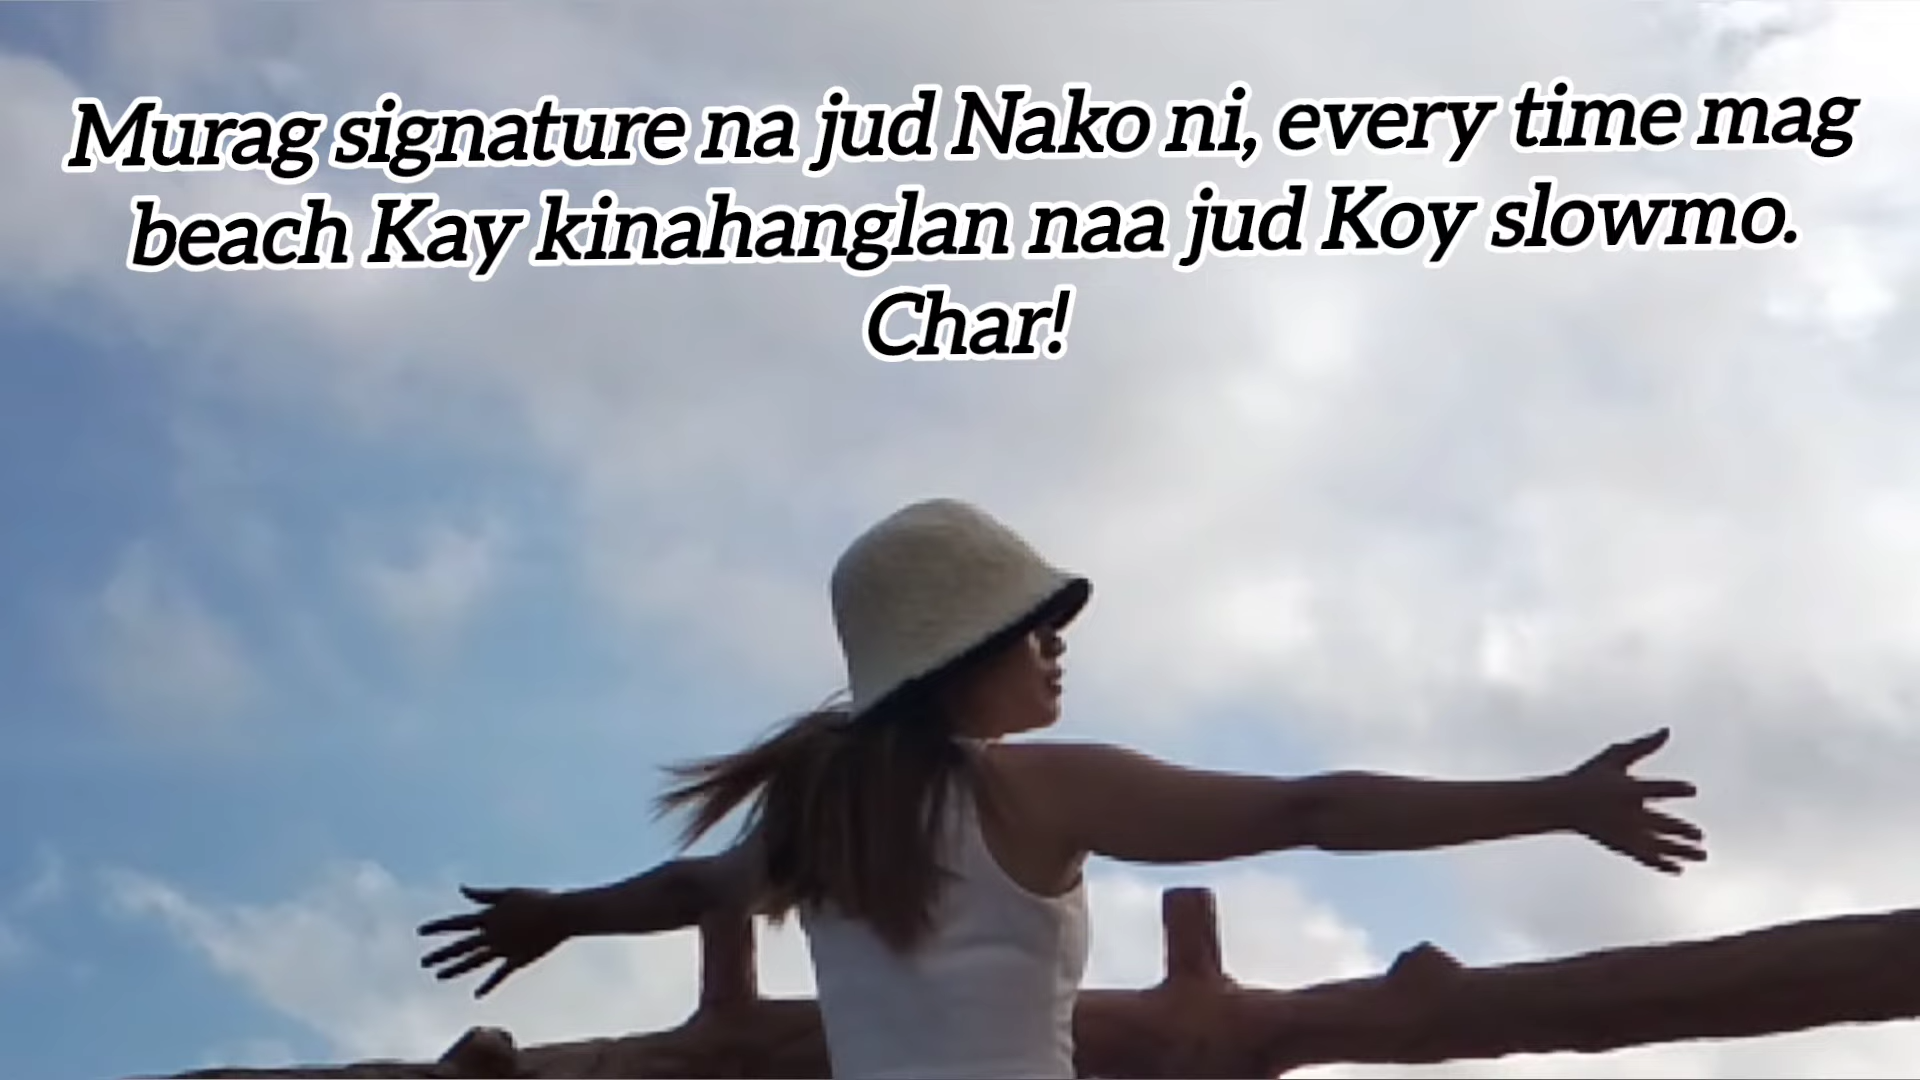 Murag signature na jud Nako ni, every time mag
beach Kay kinahanglan naa jud Koy slowmo.
Char!